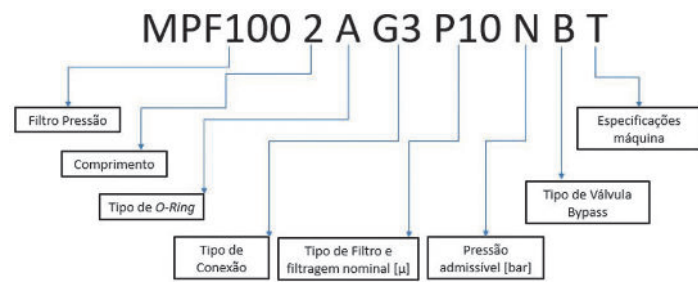 MPF100 2 A G3 P10 N B T
Filtro Pressão
Especificações
máquina
Comprimento
Tipo de O-Ring
Tipo de Válvula
Bypass
Tipo de
Conexão
Tipo de Filtro e
filtragem nominal [μ]
Pressão
admissível [bar]